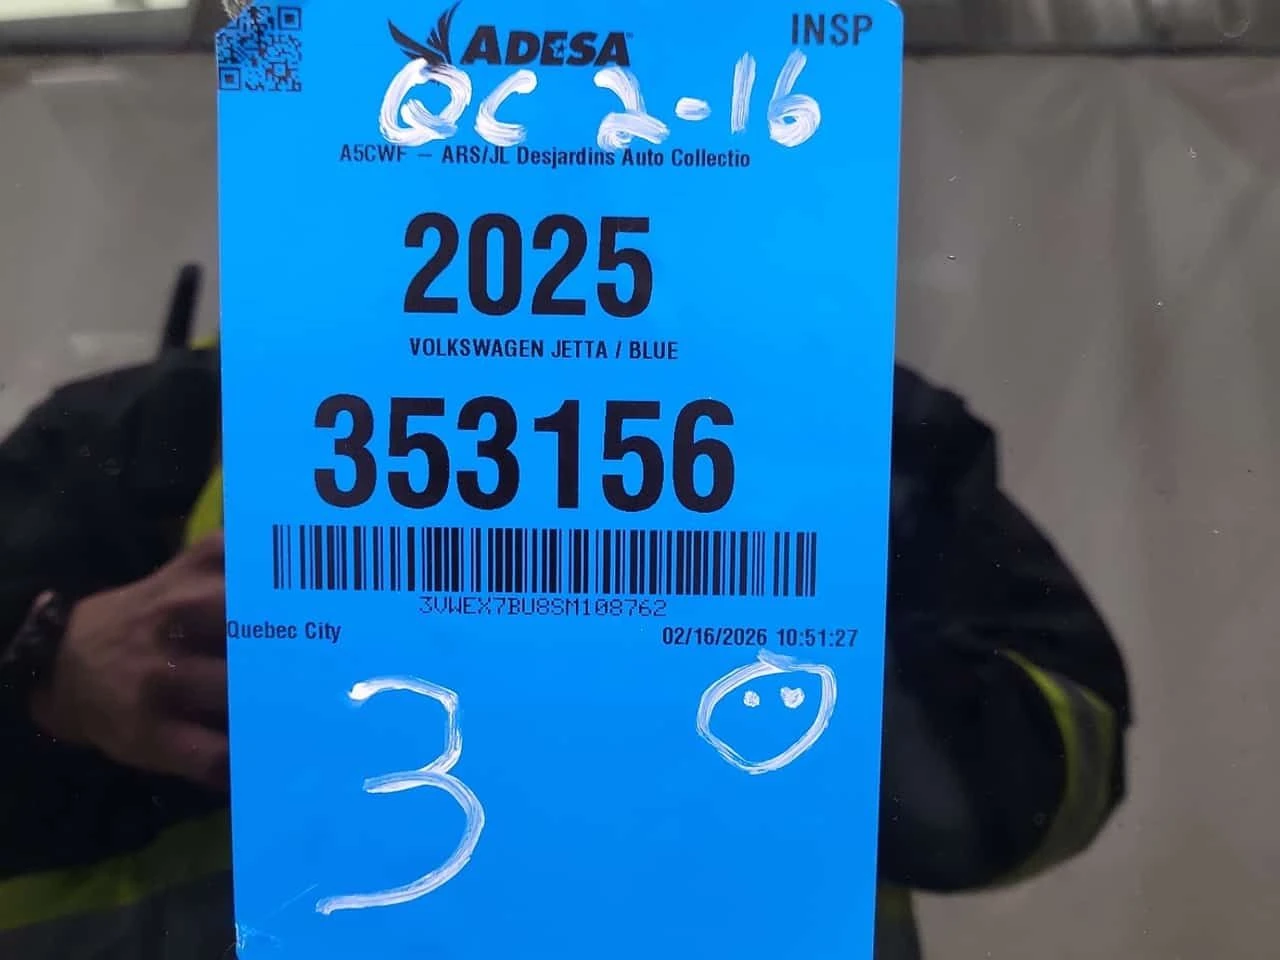 ADESA
INSP
QC 2-16
A5CWF – ARS/JL Desjardins Auto Collectio
2025
VOLKSWAGEN JETTA / BLUE
353156
3VWEX7BU8SM108762
Quebec City
02/16/2026 10:51:27
3